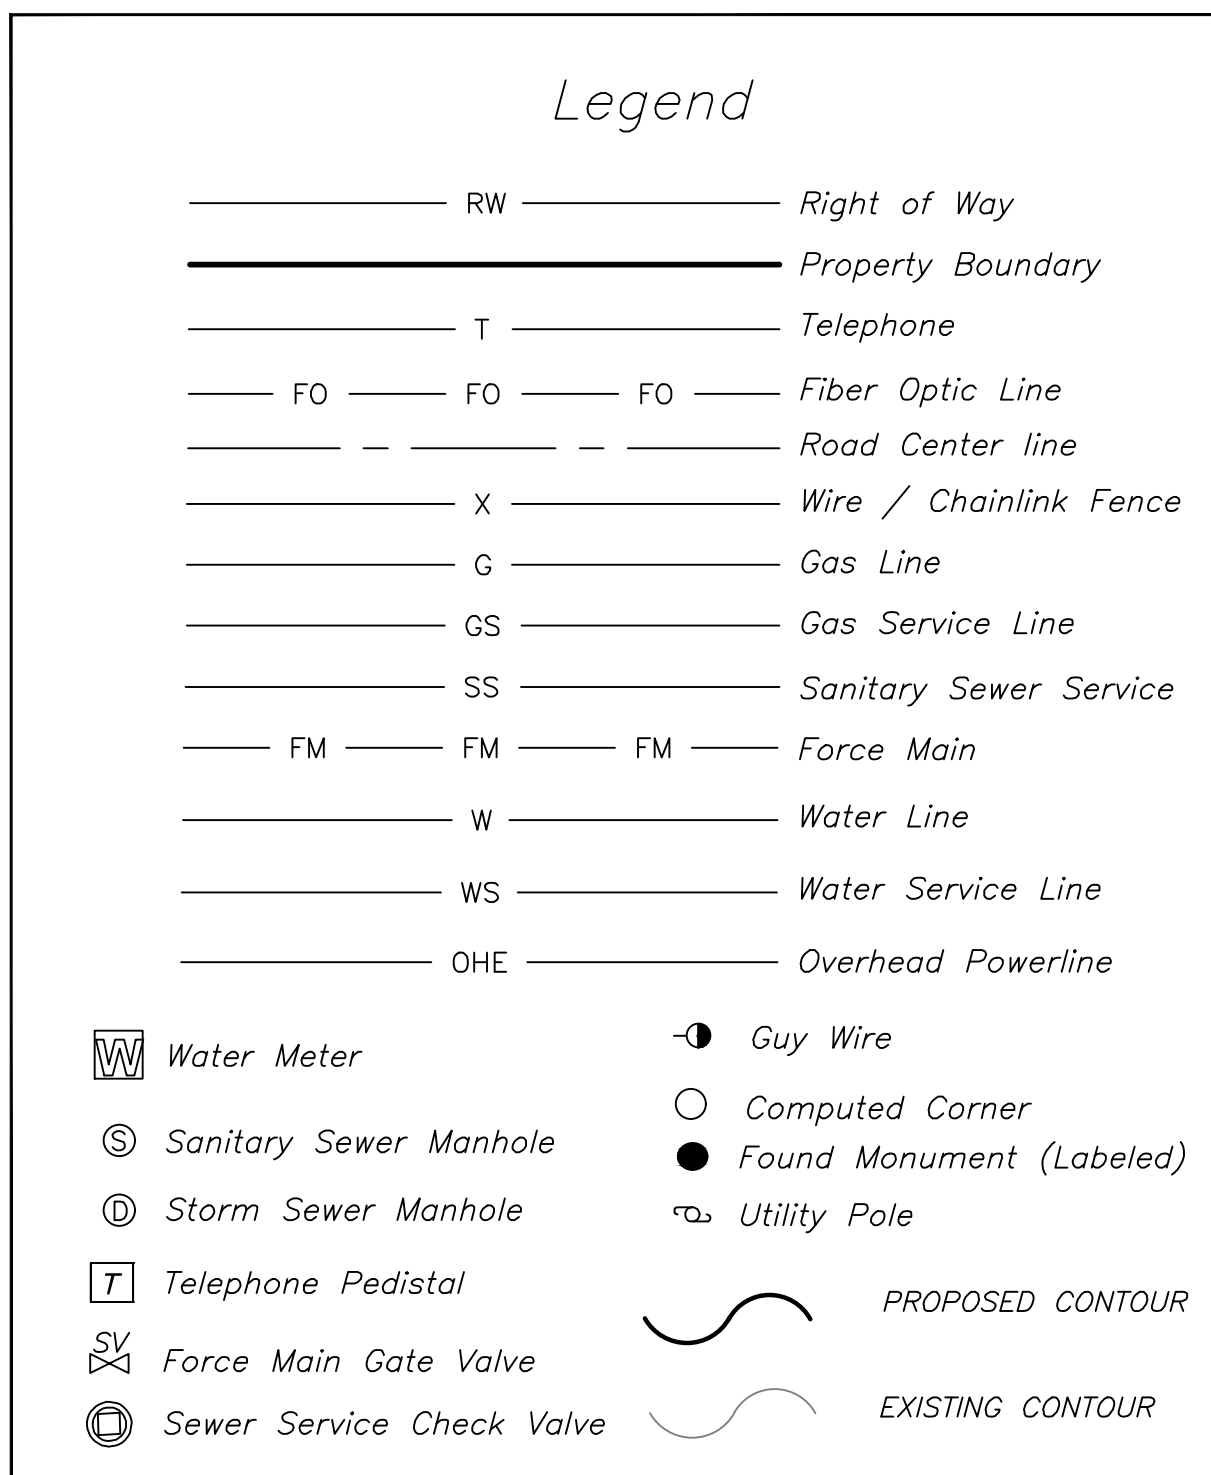 Legend
RW Right of Way
Property Boundary
T Telephone
FO FO FO Fiber Optic Line
Road Center line
X Wire / Chainlink Fence
G Gas Line
GS Gas Service Line
SS Sanitary Sewer Service
FM FM FM Force Main
W Water Line
WS Water Service Line
OHE Overhead Powerline
W Water Meter
S Sanitary Sewer Manhole
D Storm Sewer Manhole
T Telephone Pedistal
SV Force Main Gate Valve
Sewer Service Check Valve
Guy Wire
Computed Corner
Found Monument (Labeled)
Utility Pole
PROPOSED CONTOUR
EXISTING CONTOUR